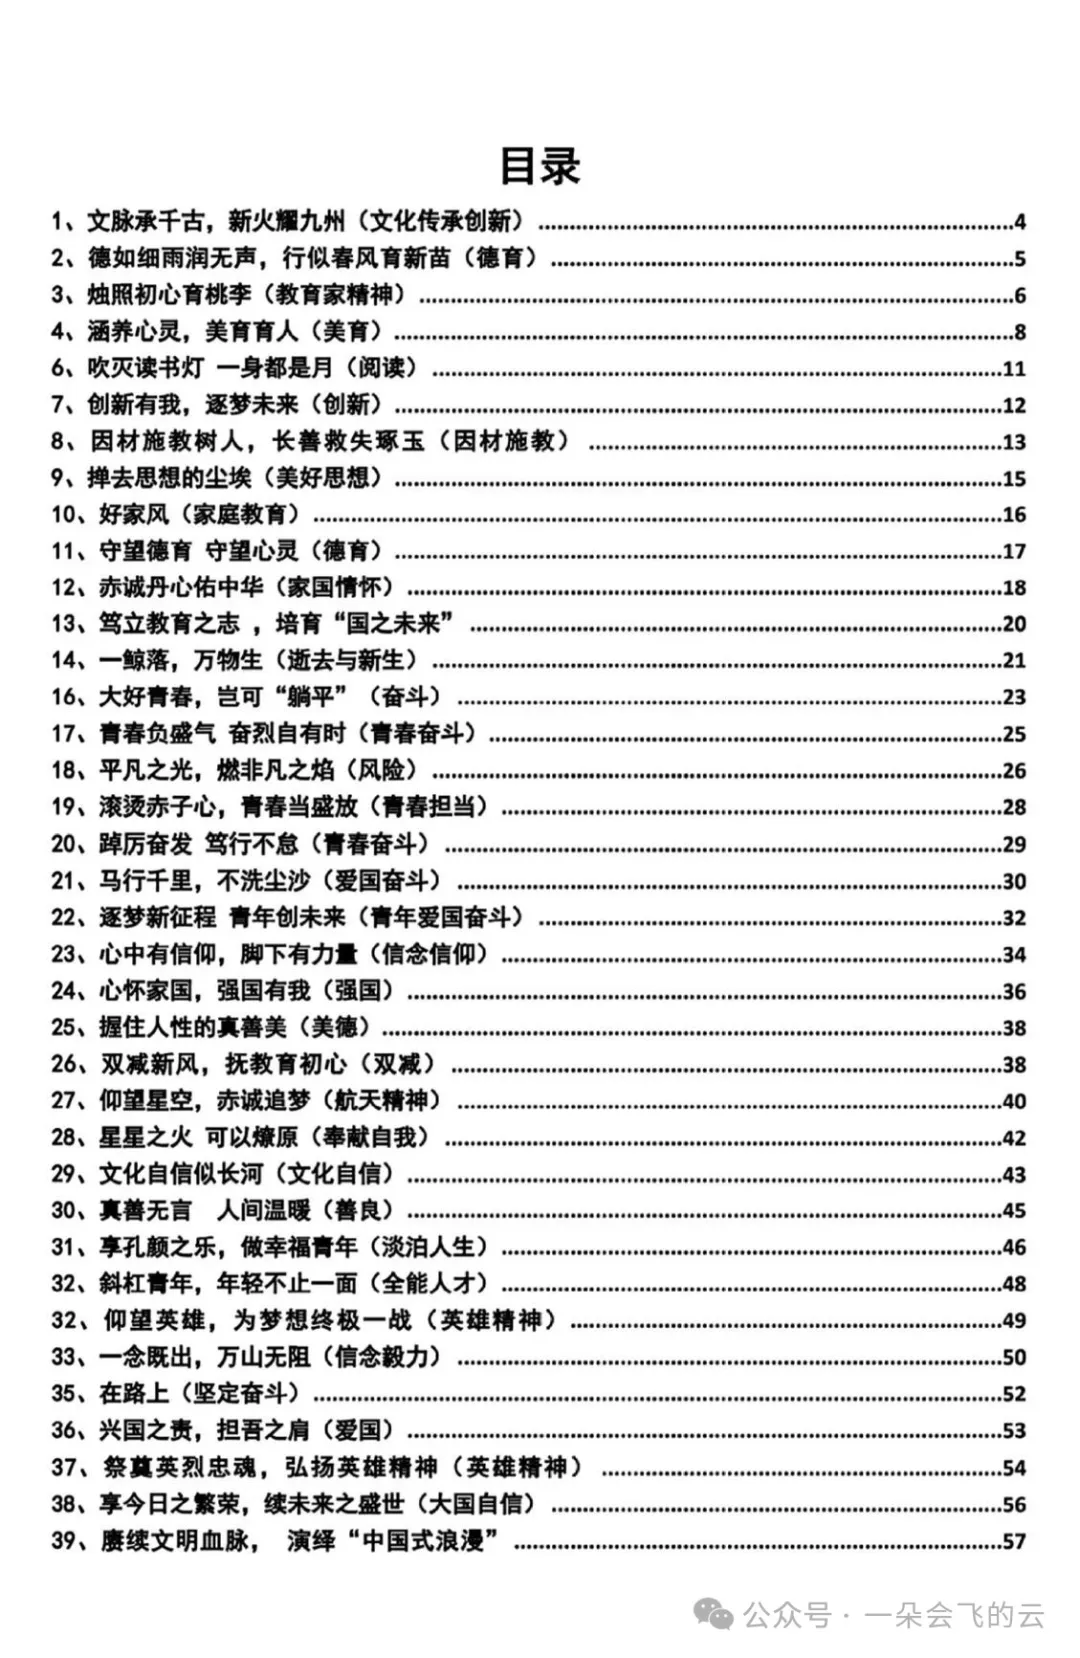 目录
1、文脉承千古，新火耀九州（文化传承创新）........4
2、德如细雨润无声，行似春风育新苗（德育）........5
3、烛照初心育桃李（教育家精神）........6
4、涵养心灵，美育育人（美育）........8
6、吹灭读书灯 一身都是月（阅读）........11
7、创新有我，逐梦未来（创新）........12
8、因材施教树人，长善救失琢玉（因材施教）........13
9、掸去思想的尘埃（美好思想）........15
10、好家风（家庭教育）........16
11、守望德育 守望心灵（德育）........17
12、赤诚丹心佑中华（家国情怀）........18
13、笃立教育之志 ，培育“国之未来” ........20
14、一鲸落，万物生（逝去与新生）........21
16、大好青春，岂可“躺平”（奋斗）........23
17、青春负盛气 奋烈自有时（青春奋斗）........25
18、平凡之光，燃非凡之焰（风险）........26
19、滚烫赤子心，青春当盛放（青春担当）........28
20、踔厉奋发 笃行不怠（青春奋斗）........29
21、马行千里，不洗尘沙（爱国奋斗）........30
22、逐梦新征程 青年创未来（青年爱国奋斗）........32
23、心中有信仰，脚下有力量（信念信仰）........34
24、心怀家国，强国有我（强国）........36
25、握住人性的真善美（美德）........38
26、双减新风，抚教育初心（双减）........38
27、仰望星空，赤诚追梦（航天精神）........40
28、星星之火 可以燎原（奉献自我）........42
29、文化自信似长河（文化自信）........43
30、真善无言　人间温暖（善良）........45
31、享孔颜之乐，做幸福青年（淡泊人生）........46
32、斜杠青年，年轻不止一面（全能人才）........48
32、仰望英雄，为梦想终极一战（英雄精神）........49
33、一念既出，万山无阻（信念毅力）........50
35、在路上（坚定奋斗）........52
36、兴国之责，担吾之肩（爱国）........53
37、祭奠英烈忠魂，弘扬英雄精神（英雄精神）........54
38、享今日之繁荣，续未来之盛世（大国自信）........56
39、赓续文明血脉， 演绎“中国式浪漫” ........57
公众号 · 一朵会飞的云